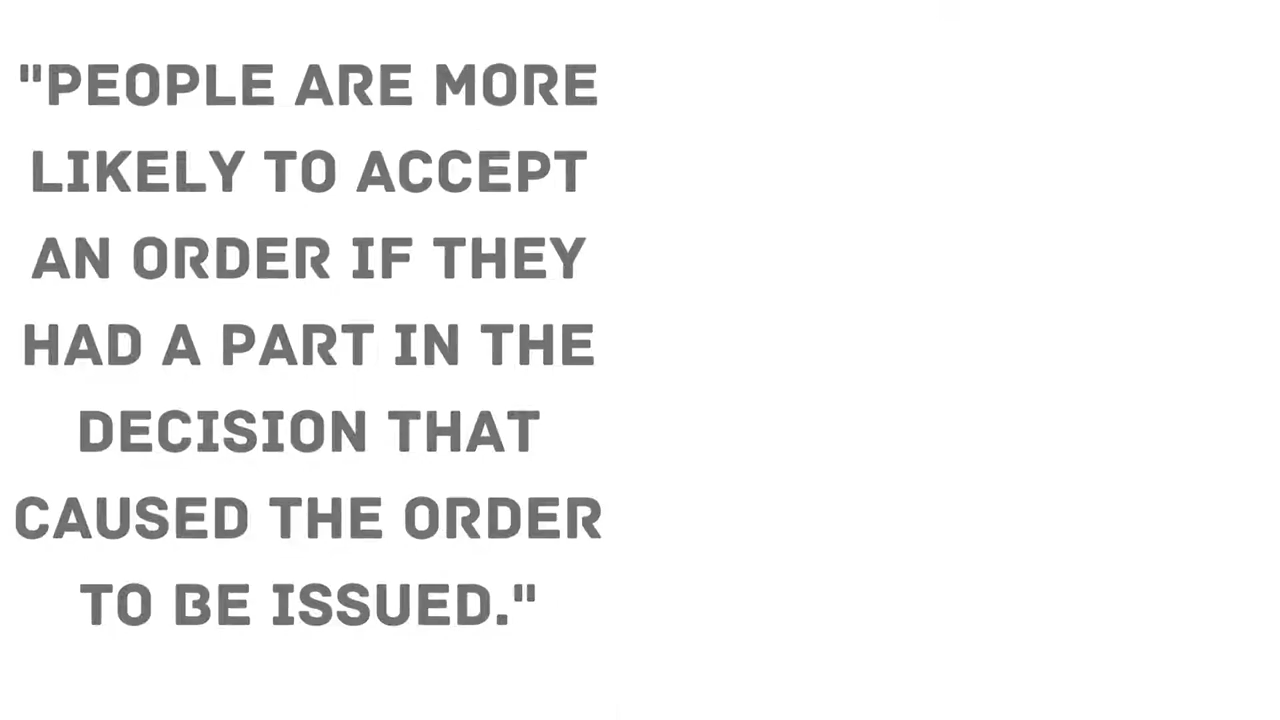 "PEOPLE ARE MORE
LIKELY TO ACCEPT
AN ORDER IF THEY
HAD A PART IN THE
DECISION THAT
CAUSED THE ORDER
TO BE ISSUED."